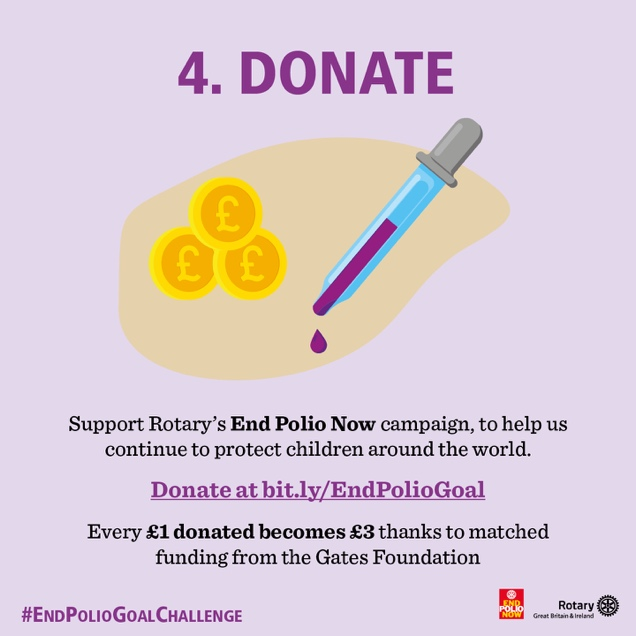 4. DONATE
£
£ £
Support Rotary's End Polio Now campaign, to help us
continue to protect children around the world.
Donate at bit.ly/EndPolioGoal
Every £1 donated becomes £3 thanks to matched
funding from the Gates Foundation
#EndPolioGoalChallenge
END
POLIO
NOW
Rotary
Great Britain & Ireland